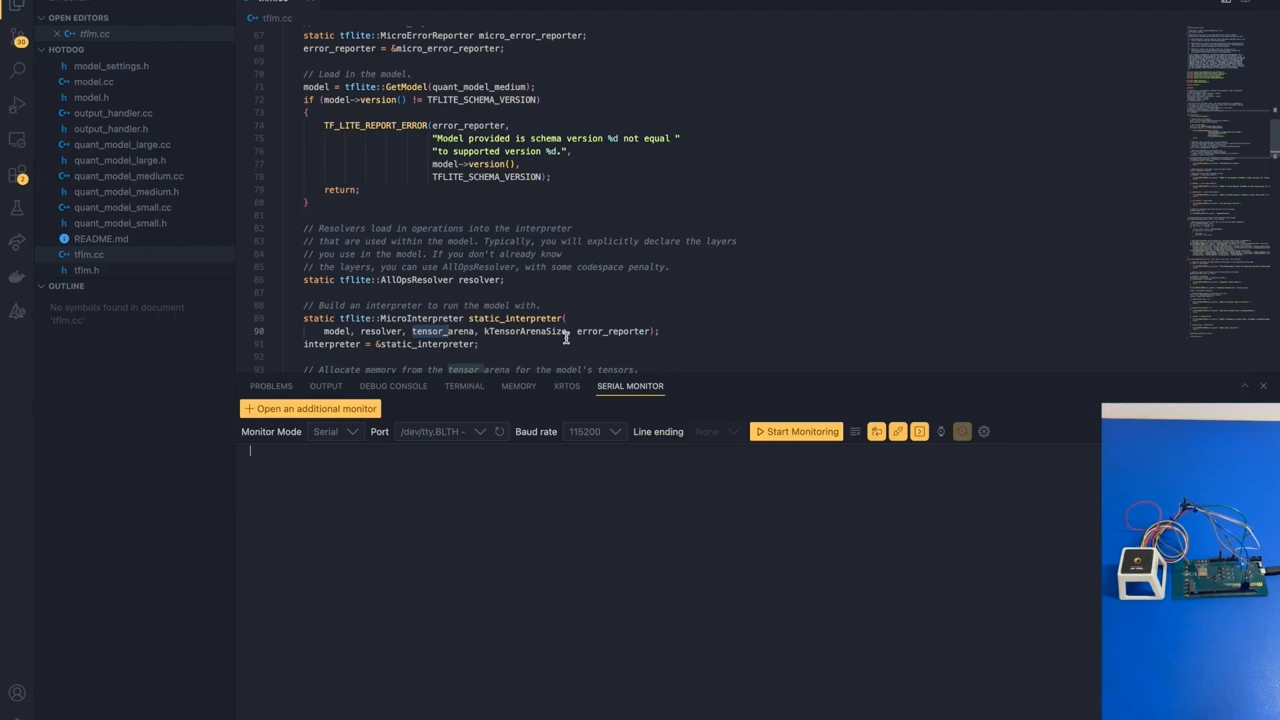 OPEN EDITORS
tflm.cc
HOTDOG
model_settings.h
model.cc
model.h
output_handler.cc
output_handler.h
quant_model_large.cc
quant_model_large.h
quant_model_medium.cc
quant_model_medium.h
quant_model_small.cc
quant_model_small.h
README.md
tflm.cc
tflm.h
OUTLINE
No symbols found in document
'tflm.cc'
30
2
tflm.cc
67 static tflite::MicroErrorReporter micro_error_reporter;
68 error_reporter = &micro_error_reporter;
69
70 // Load in the model.
71 model = tflite::GetModel(quant_model_medium);
72 if (model->version() != TFLITE_SCHEMA_VERSION)
73 {
74 TF_LITE_REPORT_ERROR(error_reporter,
75 "Model provided is schema version %d not equal "
76 "to supported version %d.",
77 model->version(),
78 TFLITE_SCHEMA_VERSION);
79 return;
80 }
81
82 // Resolvers load in operations into the interpreter
83 // that are used within the model. Typically, you will explicitly declare the layers
84 // you use in the model. If you don't already know
85 // the layers, you can use AllOpsResolver, with some codespace penalty.
86 static tflite::AllOpsResolver resolver;
87
88 // Build an interpreter to run the model with.
89 static tflite::MicroInterpreter static_interpreter(
90 model, resolver, tensor_arena, kTensorArenaSize, error_reporter);
91 interpreter = &static_interpreter;
92
93 // Allocate memory from the tensor arena for the model's tensors.
PROBLEMS OUTPUT DEBUG CONSOLE TERMINAL MEMORY XRTOS SERIAL MONITOR
+ Open an additional monitor
Monitor Mode Serial Port /dev/tty.BLTH - Baud rate 115200 Line ending None Start Monitoring